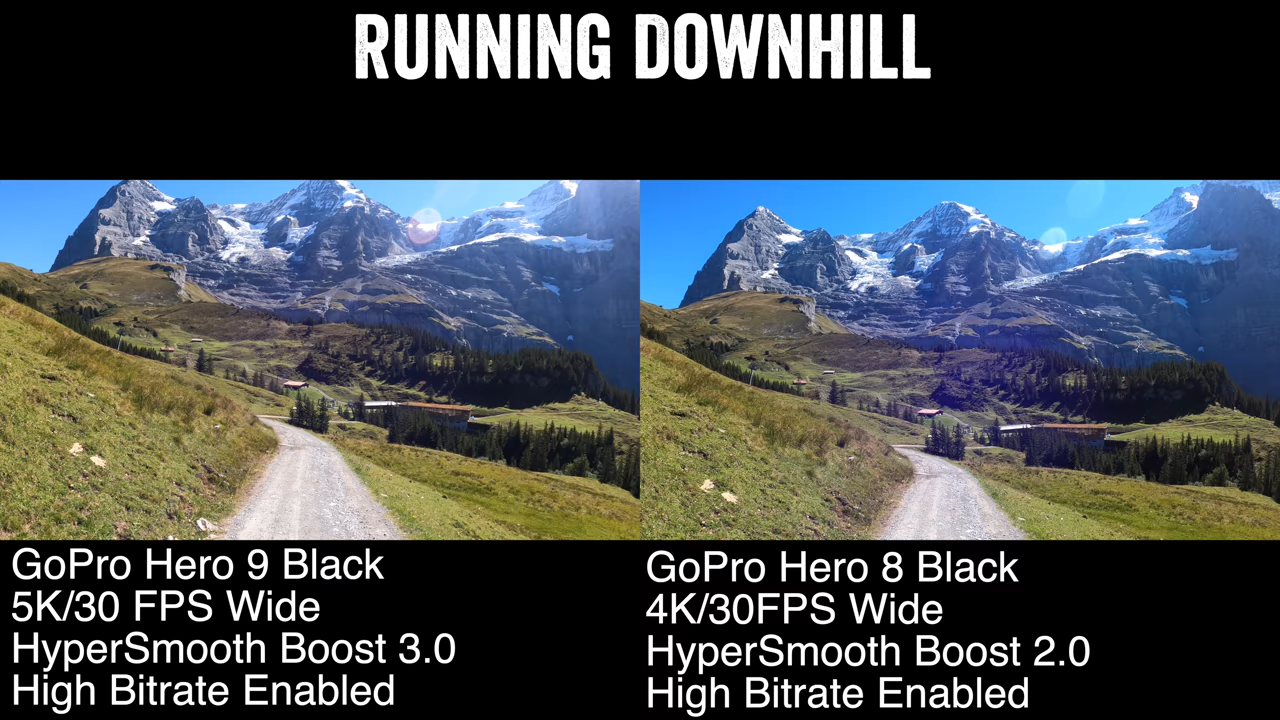 RUNNING DOWNHILL
GoPro Hero 9 Black
5K/30 FPS Wide
HyperSmooth Boost 3.0
High Bitrate Enabled
GoPro Hero 8 Black
4K/30FPS Wide
HyperSmooth Boost 2.0
High Bitrate Enabled